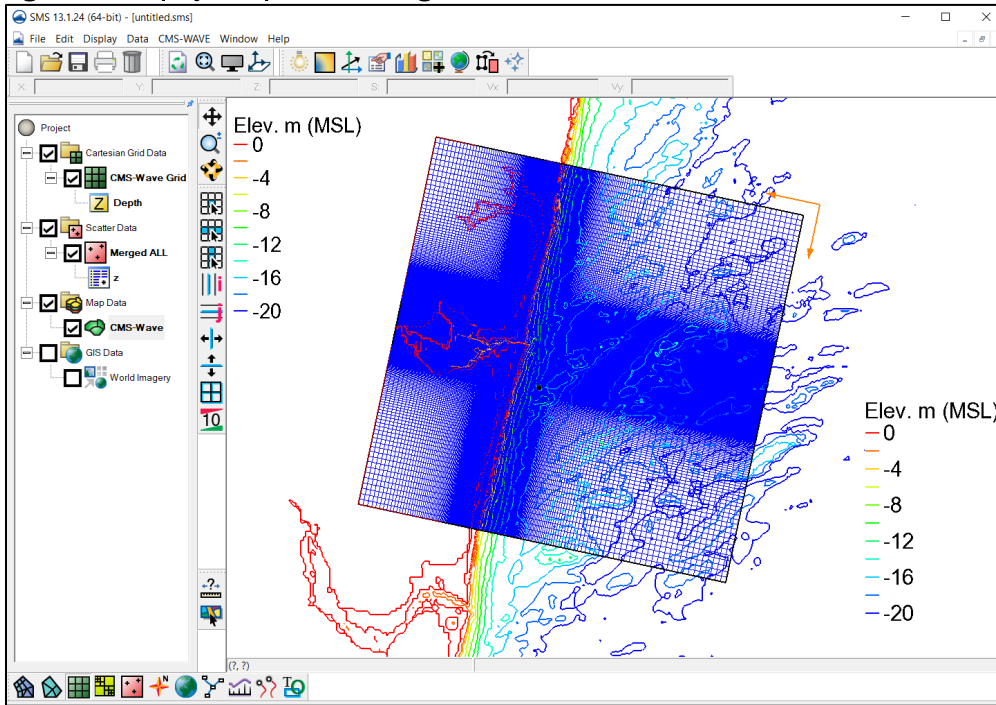 SMS 13.1.24 (64-bit) - [untitled.sms]
File Edit Display Data CMS-WAVE Window Help
X: Y: Z: S: Vx: Vy:
Project
Cartesian Grid Data
CMS-Wave Grid
Z Depth
Scatter Data
Merged ALL
z
Map Data
CMS-Wave
GIS Data
World Imagery
i
10
?
Elev. m (MSL)
0
-4
-8
-12
-16
-20
Elev. m (MSL)
0
-4
-8
-12
-16
-20
(?, ?)
N